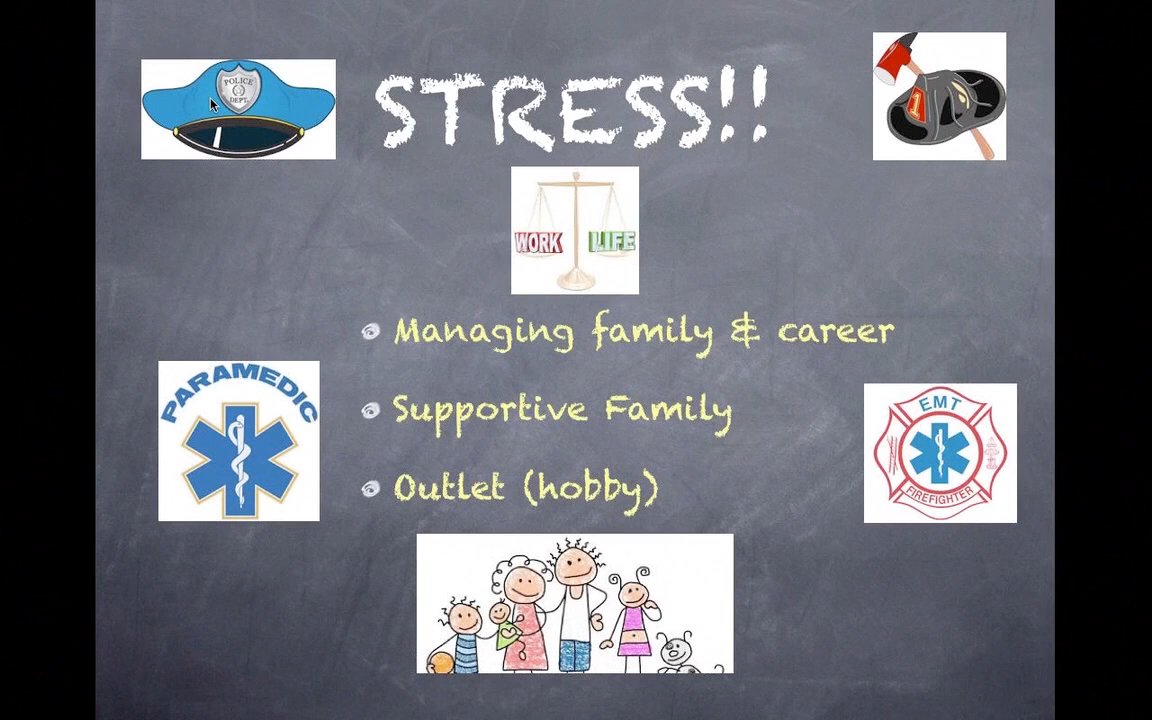 POLICE
DEPT.
STRESS!!
1
WORK LIFE
Managing family & career
PARAMEDIC
Supportive Family
EMT
FIREFIGHTER
Outlet (hobby)